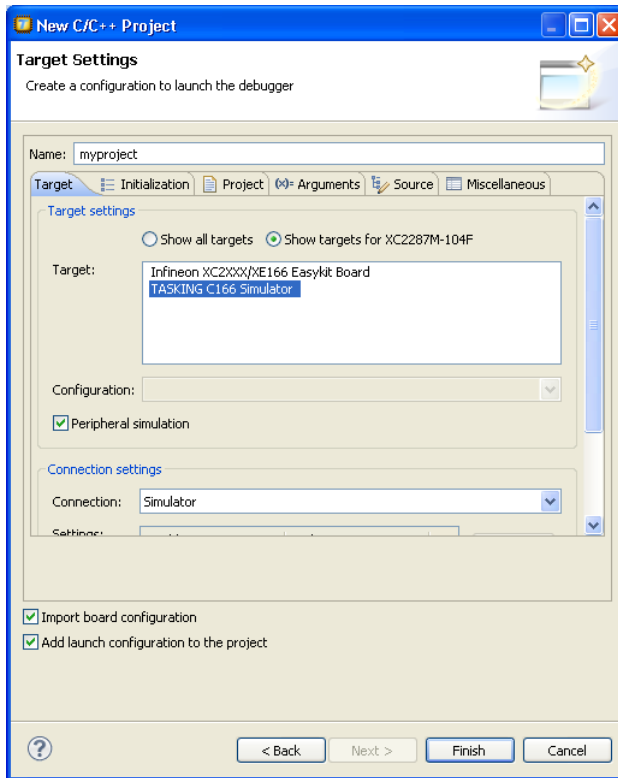 New C/C++ Project
Target Settings
Create a configuration to launch the debugger
Name: myproject
Target Initialization Project (x)= Arguments Source Miscellaneous
Target settings
Show all targets Show targets for XC2287M-104F
Target: Infineon XC2XXX/XE166 Easykit Board
TASKING C166 Simulator
Configuration:
Peripheral simulation
Connection settings
Connection: Simulator
Settings:
Import board configuration
Add launch configuration to the project
? < Back Next > Finish Cancel